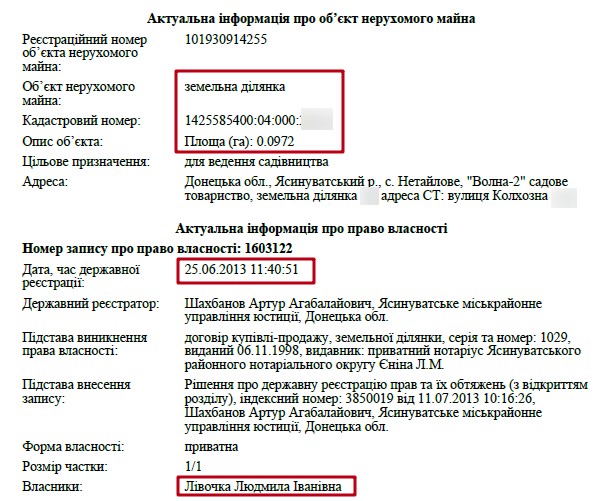 Актуальна інформація про об’єкт нерухомого майна
Реєстраційний номер 101930914255
об’єкта нерухомого
майна:
Об’єкт нерухомого земельна ділянка
майна:
Кадастровий номер: 1425585400:04:000:
Опис об’єкта: Площа (га): 0.0972
Цільове призначення: для ведення садівництва
Адреса: Донецька обл., Ясинуватський р., с. Нетайлове, "Волна-2" садове
товариство, земельна ділянка адреса СТ: вулиця Колхозна
Актуальна інформація про право власності
Номер запису про право власності: 1603122
Дата, час державної 25.06.2013 11:40:51
реєстрації:
Державний реєстратор: Шахбанов Артур Агабалайович, Ясинуватське міськрайонне
управління юстиції, Донецька обл.
Підстава виникнення договір купівлі-продажу, земельної ділянки, серія та номер: 1029,
права власності: виданий 06.11.1998, видавник: приватний нотаріус Ясинуватського
районного нотаріального округу Єніна Л.М.
Підстава внесення Рішення про державну реєстрацію прав та їх обтяжень (з відкриттям
запису: розділу), індексний номер: 3850019 від 11.07.2013 10:16:26,
Шахбанов Артур Агабалайович, Ясинуватське міськрайонне
управління юстиції, Донецька обл.
Форма власності: приватна
Розмір частки: 1/1
Власники: Лівочка Людмила Іванівна